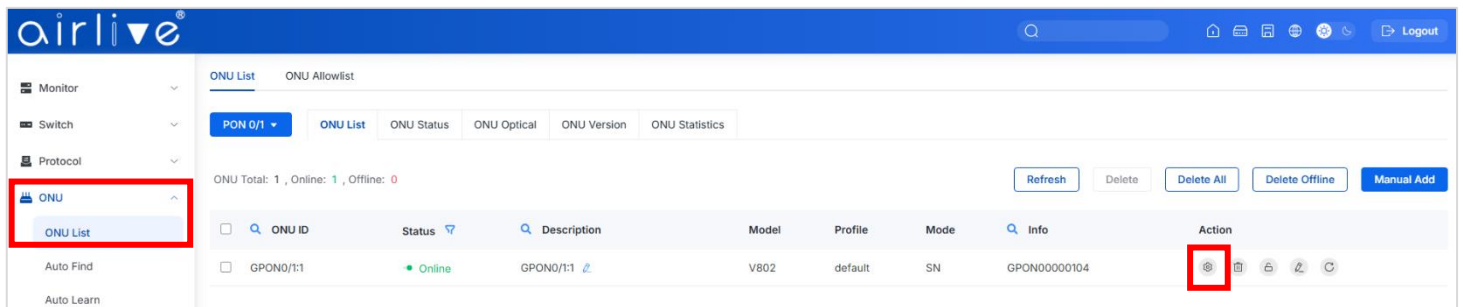 airlive®
Logout
Monitor
Switch
Protocol
ONU
ONU List
Auto Find
Auto Learn
ONU List ONU Allowlist
PON 0/1 ONU List ONU Status ONU Optical ONU Version ONU Statistics
ONU Total: 1 , Online: 1 , Offline: 0 Refresh Delete Delete All Delete Offline Manual Add
ONU ID Status Description Model Profile Mode Info Action
GPON0/1:1 Online GPON0/1:1 V802 default SN GPON00000104